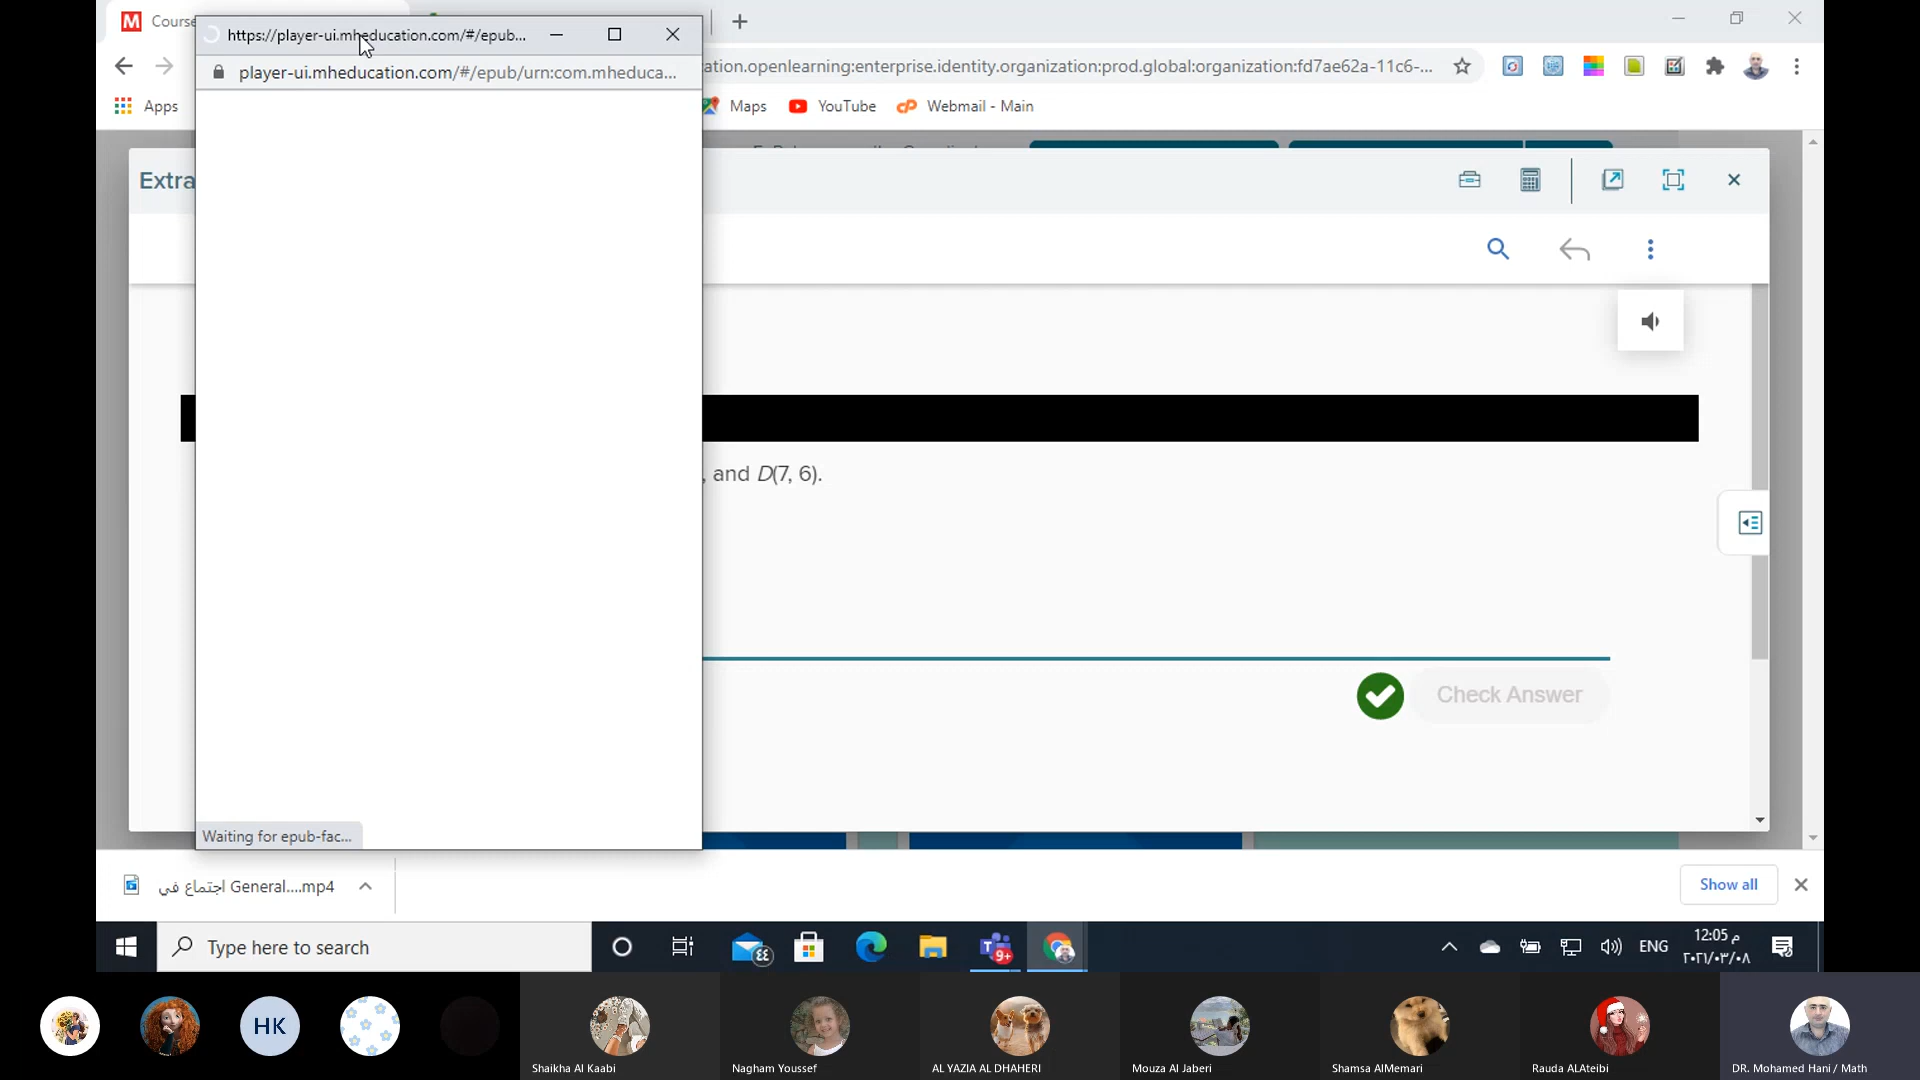 Course
https://player-ui.mheducation.com/#/epub...
player-ui.mheducation.com/#/epub/urn:com.mheduca...
ation.openlearning:enterprise.identity.organization:prod.global:organization:fd7ae62a-11c6-...
Apps
Maps
YouTube
Webmail - Main
Extra
, and D(7, 6).
Check Answer
Waiting for epub-fac...
اجتماع في General....mp4
Show all
Type here to search
٤٤
9+
ENG
12:05 م
٢٠٢١/٠٣/٠٨
HK
Shaikha Al Kaabi
Nagham Youssef
AL YAZIA AL DHAHERI
Mouza Al Jaberi
Shamsa AlMemari
Rauda ALAteibi
DR. Mohamed Hani / Math